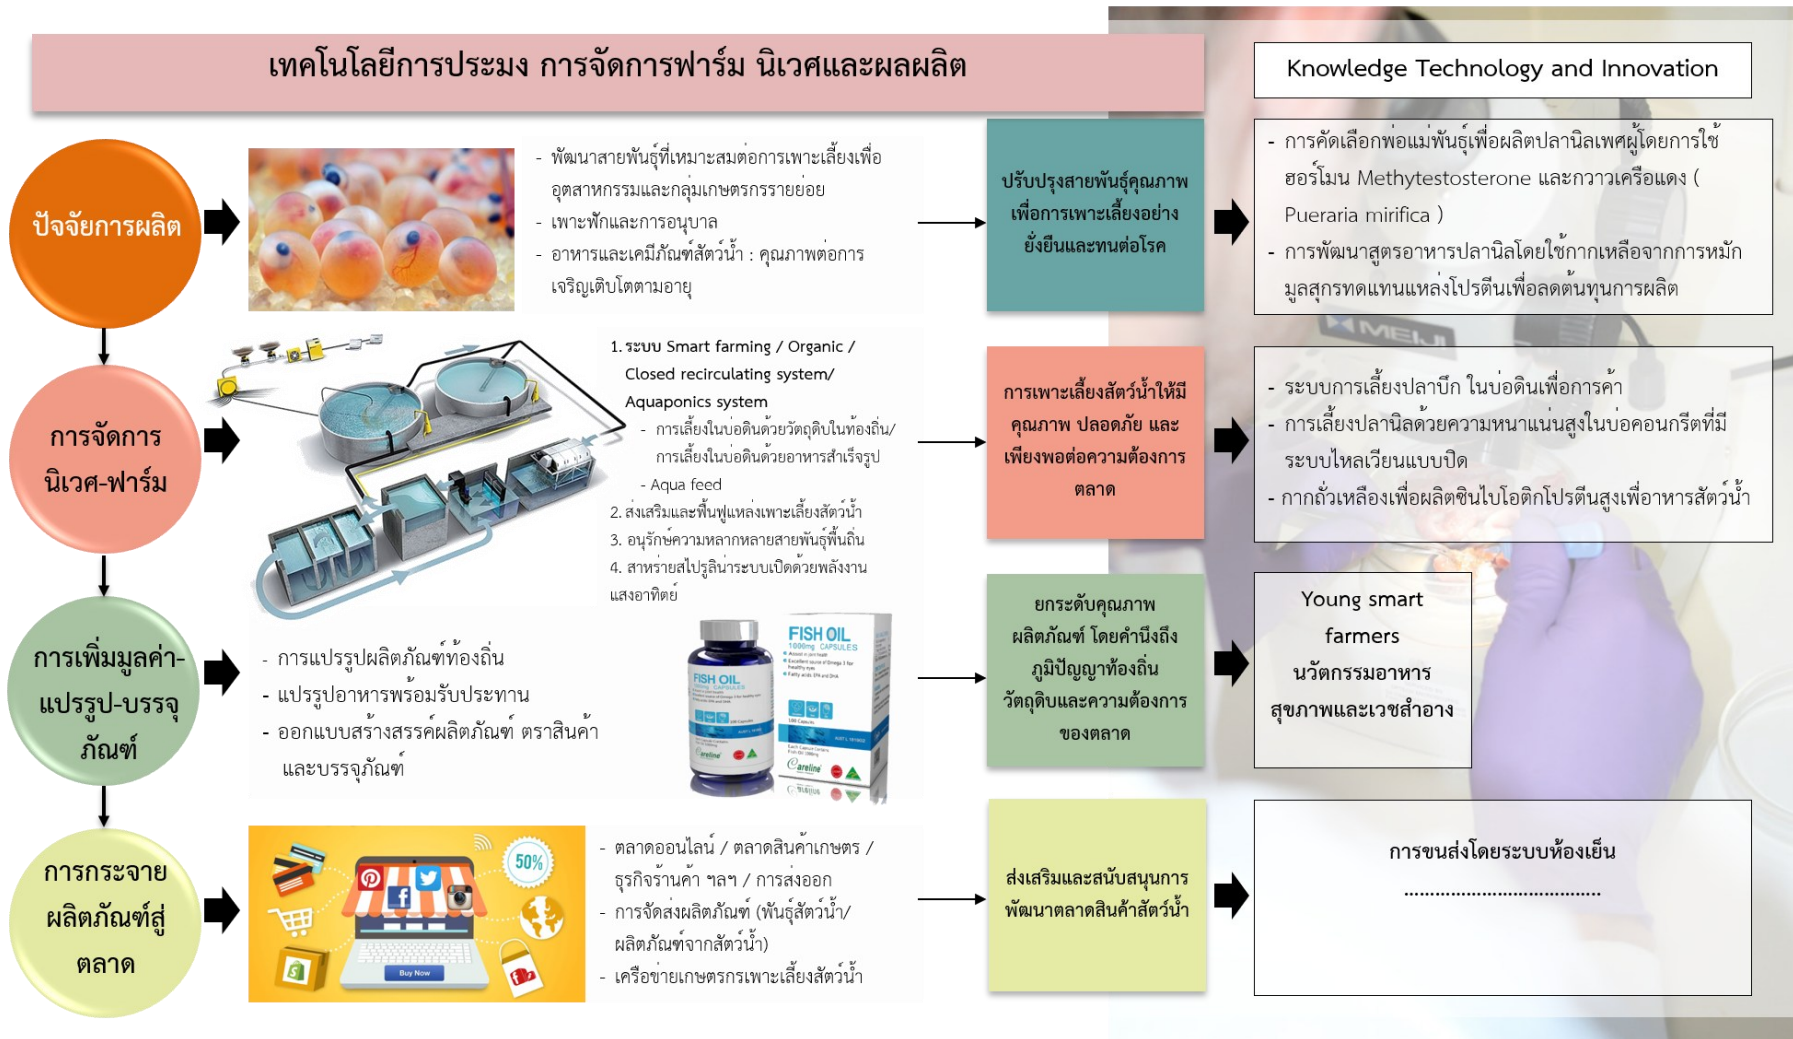 เทคโนโลยีการประมง การจัดการฟาร์ม นิเวศและผลผลิต
Knowledge Technology and Innovation
ปัจจัยการผลิต
- พัฒนาสายพันธุ์ที่เหมาะสมต่อการเพาะเลี้ยงเพื่อ
อุตสาหกรรมและกลุ่มเกษตรกรรายย่อย
- เพาะฟักและการอนุบาล
- อาหารและเคมีภัณฑ์สัตว์น้ำ : คุณภาพต่อการ
เจริญเติบโตตามอายุ
ปรับปรุงสายพันธุ์คุณภาพ
เพื่อการเพาะเลี้ยงอย่าง
ยั่งยืนและทนต่อโรค
- การคัดเลือกพ่อแม่พันธุ์เพื่อผลิตปลานิลเพศผู้โดยการใช้
ฮอร์โมน Methytestosterone และกวาวเครือแดง (
Pueraria mirifica )
- การพัฒนาสูตรอาหารปลานิลโดยใช้กากเหลือจากการหมัก
มูลสุกรทดแทนแหล่งโปรตีนเพื่อลดต้นทุนการผลิต
MEIJI
การจัดการ
นิเวศ-ฟาร์ม
1. ระบบ Smart farming / Organic /
Closed recirculating system/
Aquaponics system
- การเลี้ยงในบ่อดินด้วยวัตถุดิบในท้องถิ่น/
การเลี้ยงในบ่อดินด้วยอาหารสำเร็จรูป
- Aqua feed
2. ส่งเสริมและฟื้นฟูแหล่งเพาะเลี้ยงสัตว์น้ำ
3. อนุรักษ์ความหลากหลายสายพันธุ์พื้นถิ่น
4. สาหร่ายสไปรูลิน่าระบบเปิดด้วยพลังงาน
แสงอาทิตย์
การเพาะเลี้ยงสัตว์น้ำให้มี
คุณภาพ ปลอดภัย และ
เพียงพอต่อความต้องการ
ตลาด
- ระบบการเลี้ยงปลาบึก ในบ่อดินเพื่อการค้า
- การเลี้ยงปลานิลด้วยความหนาแน่นสูงในบ่อคอนกรีตที่มี
ระบบไหลเวียนแบบปิด
- กากถั่วเหลืองเพื่อผลิตซินไบโอติกโปรตีนสูงเพื่ออาหารสัตว์น้ำ
การเพิ่มมูลค่า-
แปรรูป-บรรจุ
ภัณฑ์
- การแปรรูปผลิตภัณฑ์ท้องถิ่น
- แปรรูปอาหารพร้อมรับประทาน
- ออกแบบสร้างสรรค์ผลิตภัณฑ์ ตราสินค้า
และบรรจุภัณฑ์
FISH OIL
1000mg CAPSULES
Careline
FISH OIL
1000mg CAPSULES
Careline
ยกระดับคุณภาพ
ผลิตภัณฑ์ โดยคำนึงถึง
ภูมิปัญญาท้องถิ่น
วัตถุดิบและความต้องการ
ของตลาด
Young smart
farmers
นวัตกรรมอาหาร
สุขภาพและเวชสำอาง
การกระจาย
ผลิตภัณฑ์สู่
ตลาด
50%
Buy Now
- ตลาดออนไลน์ / ตลาดสินค้าเกษตร /
ธุรกิจร้านค้า ฯลฯ / การส่งออก
- การจัดส่งผลิตภัณฑ์ (พันธุ์สัตว์น้ำ/
ผลิตภัณฑ์จากสัตว์น้ำ)
- เครือข่ายเกษตรกรเพาะเลี้ยงสัตว์น้ำ
ส่งเสริมและสนับสนุนการ
พัฒนาตลาดสินค้าสัตว์น้ำ
การขนส่งโดยระบบห้องเย็น
......................................